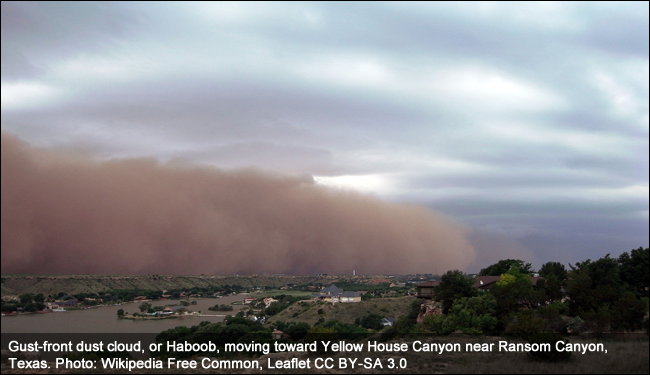 Gust-front dust cloud, or Haboob, moving toward Yellow House Canyon near Ransom Canyon,
Texas. Photo: Wikipedia Free Common, Leaflet CC BY-SA 3.0